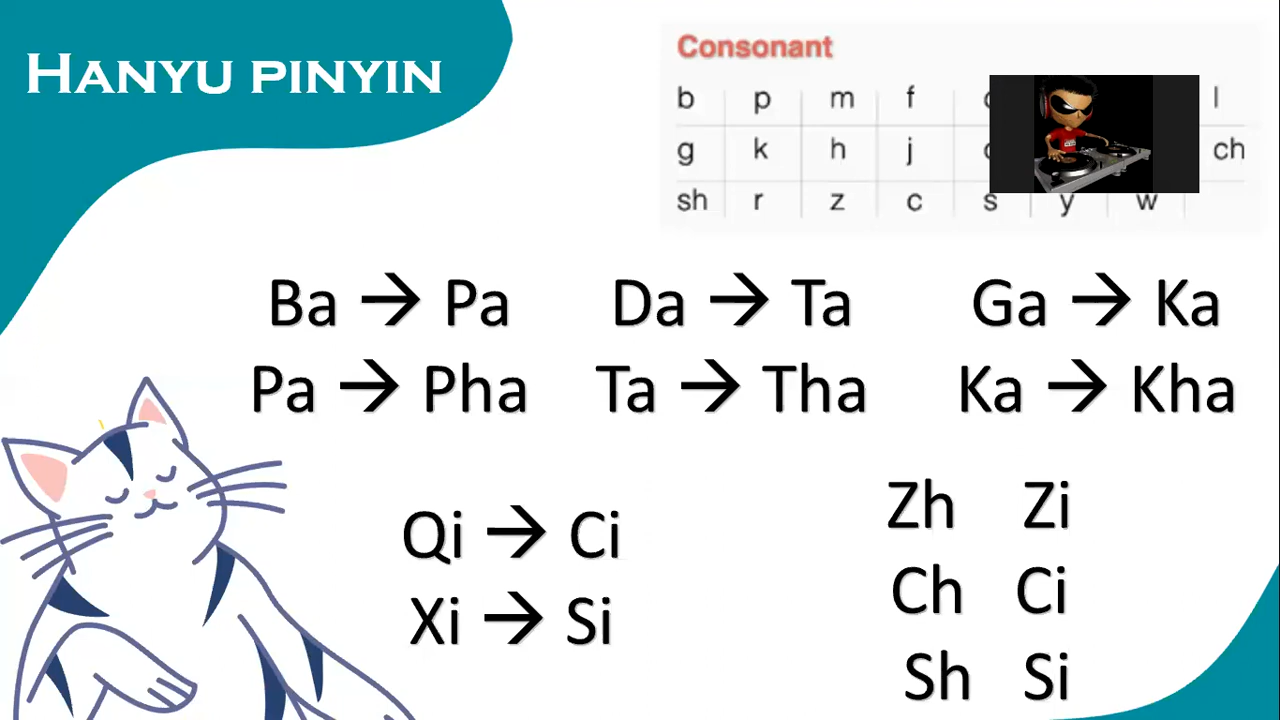 HANYU PINYIN
Consonant
b p m f l
g k h j ch
sh r z c s y w
Ba → Pa Da → Ta Ga → Ka
Pa → Pha Ta → Tha Ka → Kha
Qi → Ci
Xi → Si
Zh Zi
Ch Ci
Sh Si